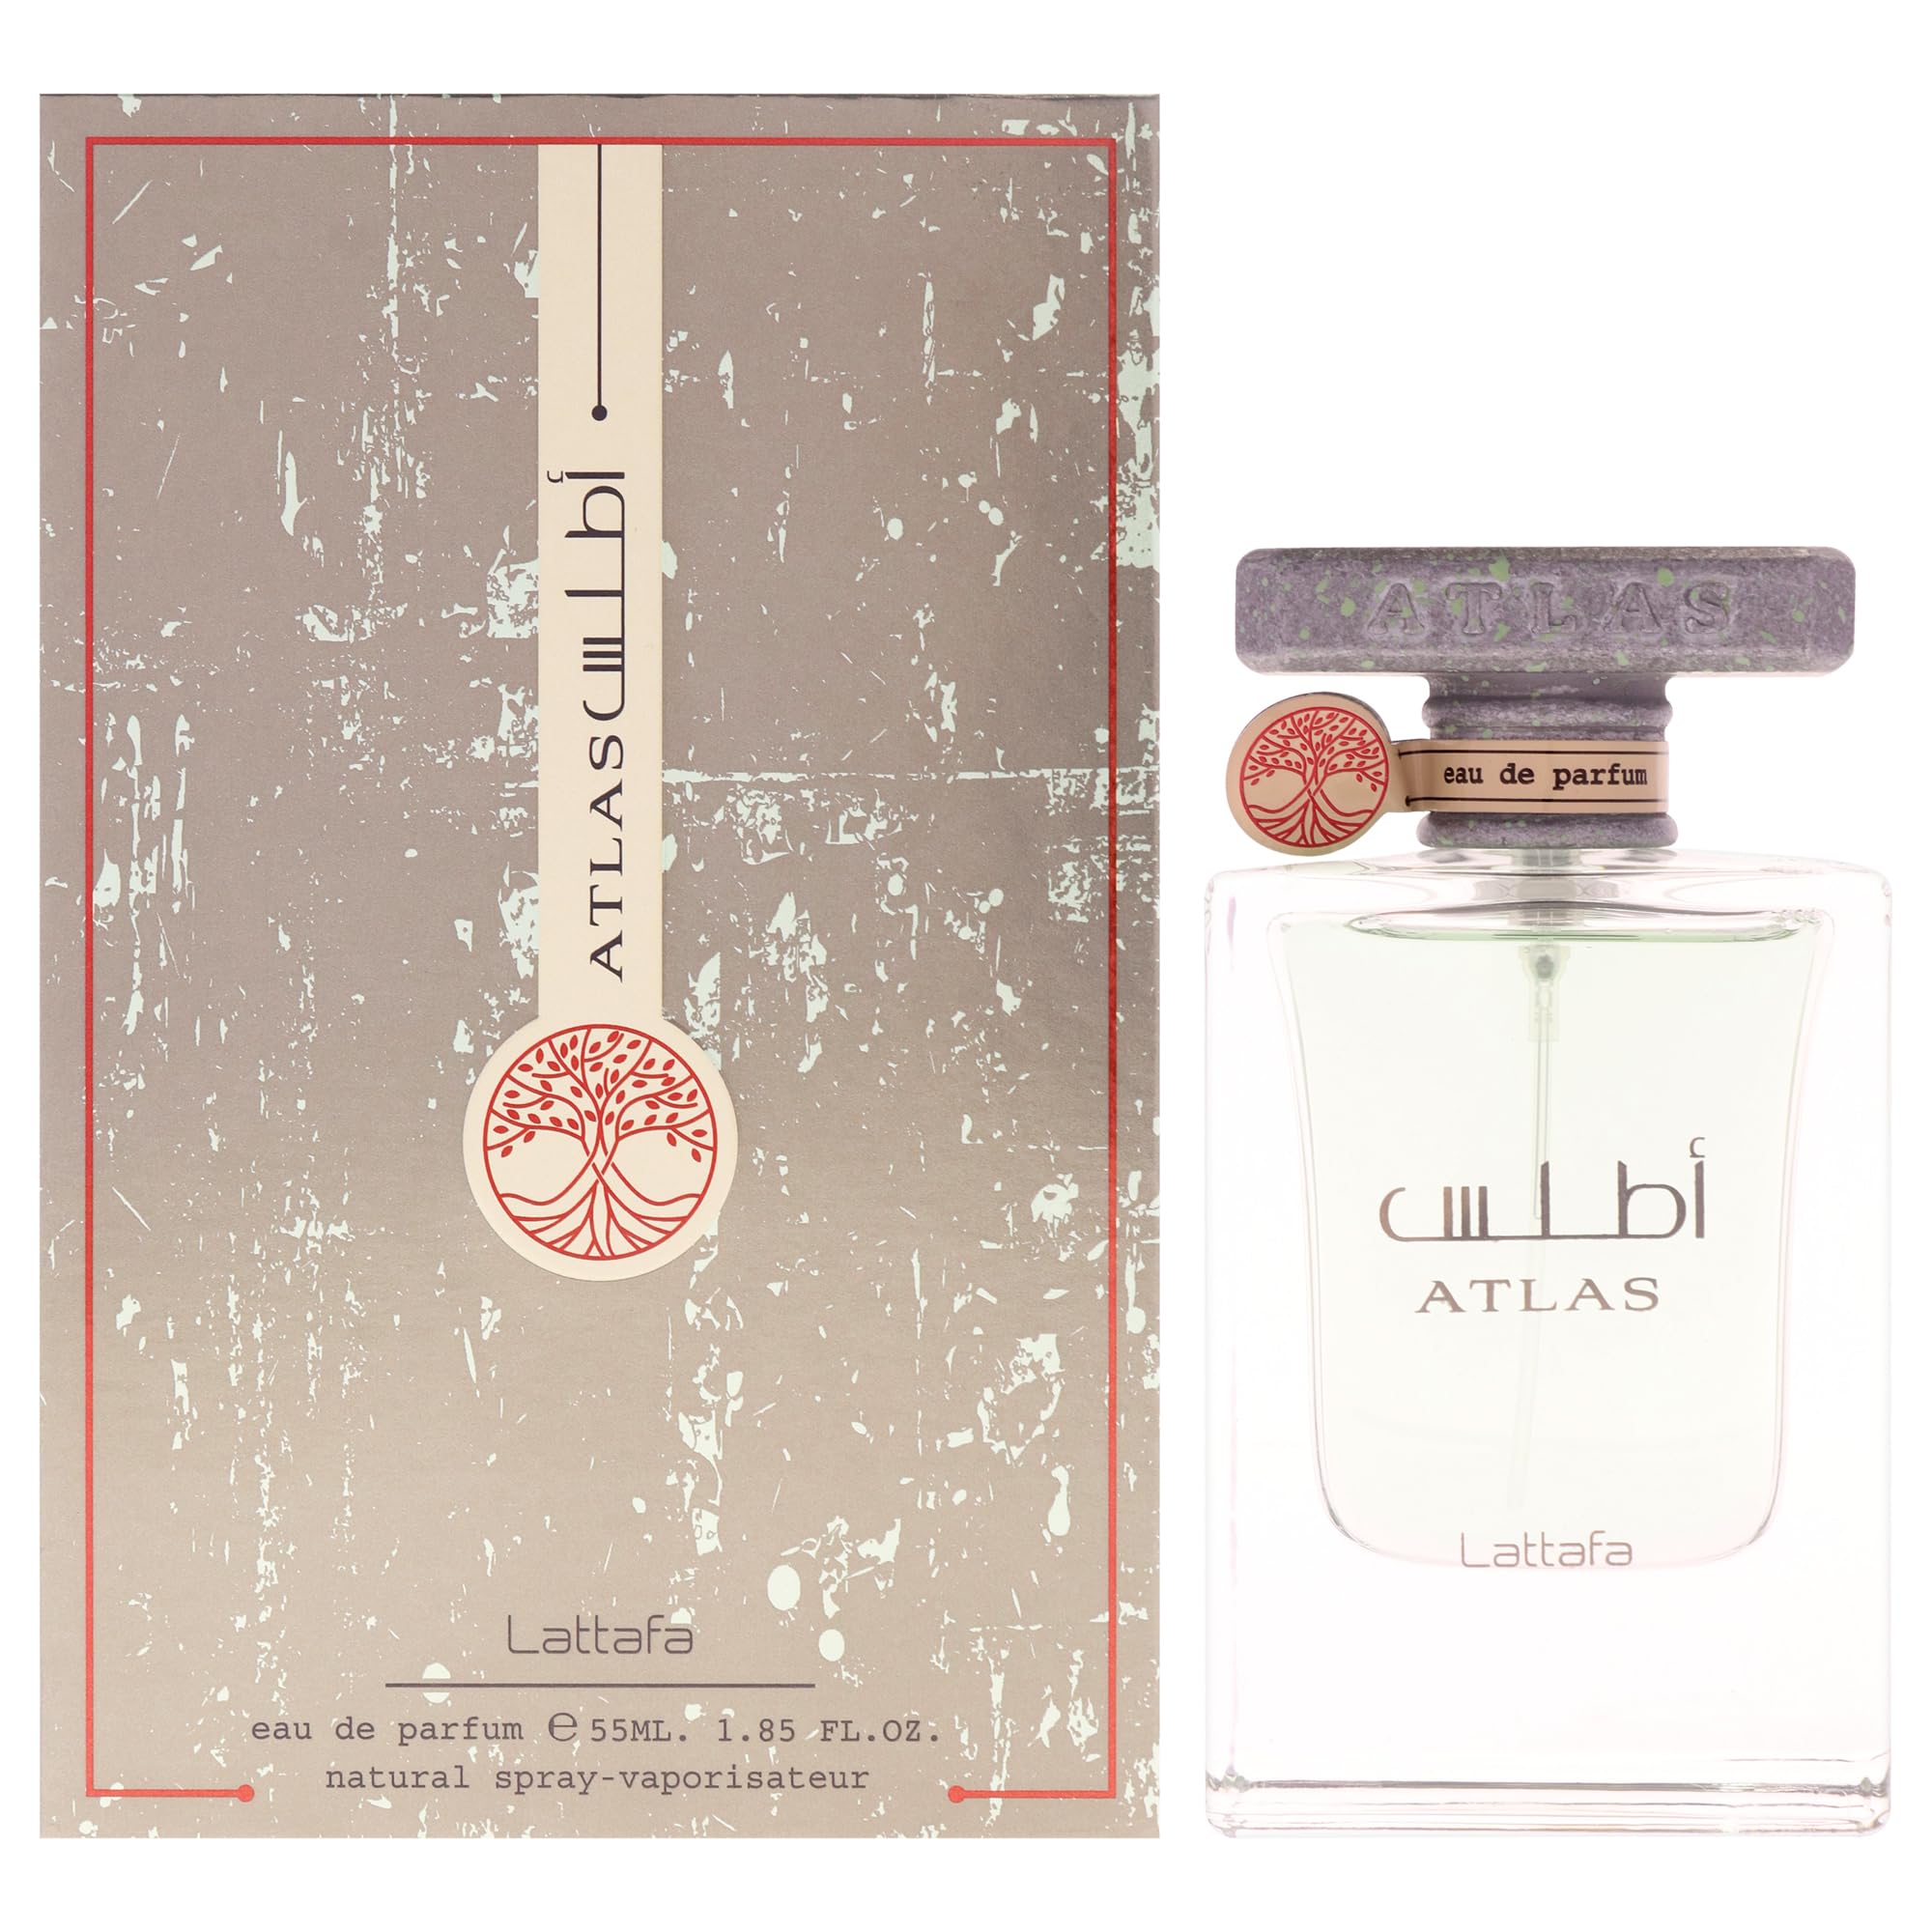 أطلس
ATLAS
Lattafa
eau de parfum ℮ 55ML. 1.85 FL.OZ.
natural spray-vaporisateur
ATLAS
eau de parfum
أطلس
ATLAS
Lattafa